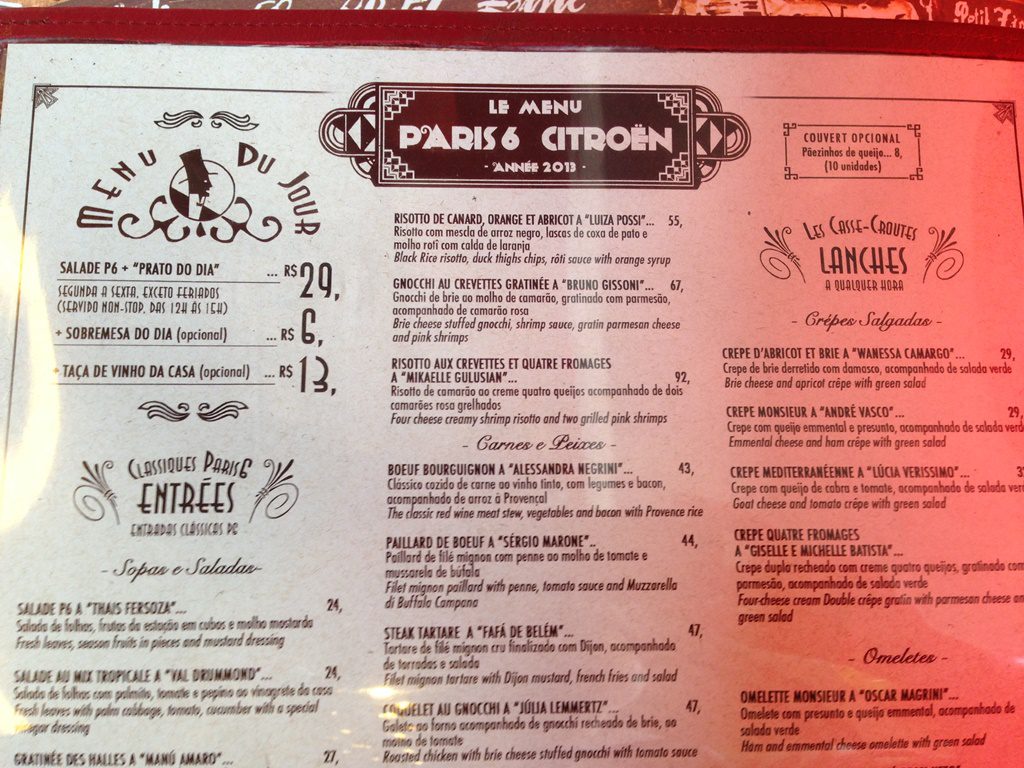 Petit
LE MENU
PARIS 6 CITROËN
- ANNÉE 2013 -
MENU DU JOUR
SALADE P6 + "PRATO DO DIA" ... R$ 29,
SEGUNDA A SEXTA, EXCETO FERIADOS
(SERVIDO NON-STOP, DAS 12H ÀS 18H)
+ SOBREMESA DO DIA (opcional) ... R$ 6,
+ TAÇA DE VINHO DA CASA (opcional) ... R$ 13,
CLASSIQUES PARIS6
ENTRÉES
ENTRADAS CLÁSSICAS P6
- Sopas e Saladas-
SALADE P6 A "THAIS FERSOZA"... 24,
Salada de folhas, frutas da estação em cubos e molho mostarda
Fresh leaves, season fruits in pieces and mustard dressing
SALADE AU MIX TROPICALE A "VAL DRUMMOND"... 24,
Salada de folhas com palmito, tomate e pepino ao vinagrete da casa
Fresh leaves with palm cabbage, tomato, cucumber with a special
vinegar dressing
GRATINÉE DES HALLES A "MANÚ AMARO"... 27,
RISOTTO DE CANARD, ORANGE ET ABRICOT A "LUIZA POSSI"... 55,
Risotto com mescla de arroz negro, lascas de coxa de pato e
molho rotî com calda de laranja
Black Rice risotto, duck thighs chips, rôti sauce with orange syrup
GNOCCHI AU CREVETTES GRATINÉE A "BRUNO GISSONI"... 67,
Gnocchi de brie ao molho de camarão, gratinado com parmesão,
acompanhado de camarão rosa
Brie cheese stuffed gnocchi, shrimp sauce, gratin parmesan cheese
and pink shrimps
RISOTTO AUX CREVETTES ET QUATRE FROMAGES
A "MIKAELLE GULUSIAN"... 92,
Risotto de camarão ao creme quatro queijos acompanhado de dois
camarões rosa grelhados
Four cheese creamy shrimp risotto and two grilled pink shrimps
- Carnes e Peixes -
BOEUF BOURGUIGNON A "ALESSANDRA NEGRINI"... 43,
Clássico cozido de carne ao vinho tinto, com legumes e bacon,
acompanhado de arroz à Provençal
The classic red wine meat stew, vegetables and bacon with Provence rice
PAILLARD DE BOEUF A "SÉRGIO MARONE".. 44,
Paillard de filé mignon com penne ao molho de tomate e
mussarela de búfala
Filet mignon paillard with penne, tomato sauce and Muzzarella
di Buffala Campana
STEAK TARTARE A "FAFÁ DE BELÉM"... 47,
Tartare de filé mignon cru finalizado com Dijon, acompanhado
de torradas e salada
Filet mignon tartare with Dijon mustard, french fries and salad
COQUELET AU GNOCCHI A "JÚLIA LEMMERTZ"... 47,
Galeto ao forno acompanhado de gnocchi recheado de brie, ao
molho de tomate
Roasted chicken with brie cheese stuffed gnocchi with tomato sauce
COUVERT OPCIONAL
Pãezinhos de queijo... 8,
(10 unidades)
LES CASSE-CROUTES
LANCHES
A QUALQUER HORA
- Crêpes Salgadas -
CREPE D'ABRICOT ET BRIE A "WANESSA CAMARGO"... 29,
Crepe de brie derretido com damasco, acompanhado de salada verde
Brie cheese and apricot crêpe with green salad
CREPE MONSIEUR A "ANDRÉ VASCO"... 29,
Crepe com queijo emmental e presunto, acompanhado de salada verd
Emmental cheese and ham crêpe with green salad
CREPE MEDITERRANÉENNE A "LÚCIA VERISSIMO"... 3
Crepe com queijo de cabra e tomate, acompanhado de salada ver
Goat cheese and tomato crêpe with green salad
CREPE QUATRE FROMAGES
A "GISELLE E MICHELLE BATISTA"...
Crepe dupla recheado com creme quatro queijos, gratinado com
parmesão, acompanhado de salada verde
Four-cheese cream Double crêpe gratin with parmesan cheese an
green salad
- Omeletes -
OMELETTE MONSIEUR A "OSCAR MAGRINI"...
Omelete com presunto e queijo emmental, acompanhado de
salada verde
Ham and emmental cheese omelette with green salad